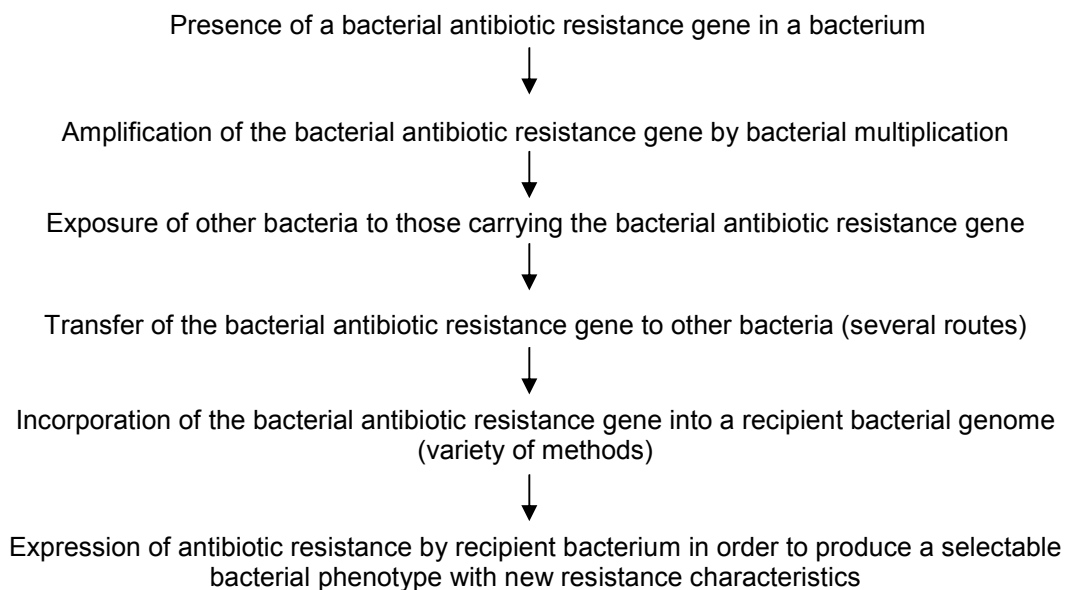 Presence of a bacterial antibiotic resistance gene in a bacterium
Amplification of the bacterial antibiotic resistance gene by bacterial multiplication
Exposure of other bacteria to those carrying the bacterial antibiotic resistance gene
Transfer of the bacterial antibiotic resistance gene to other bacteria (several routes)
Incorporation of the bacterial antibiotic resistance gene into a recipient bacterial genome
(variety of methods)
Expression of antibiotic resistance by recipient bacterium in order to produce a selectable
bacterial phenotype with new resistance characteristics